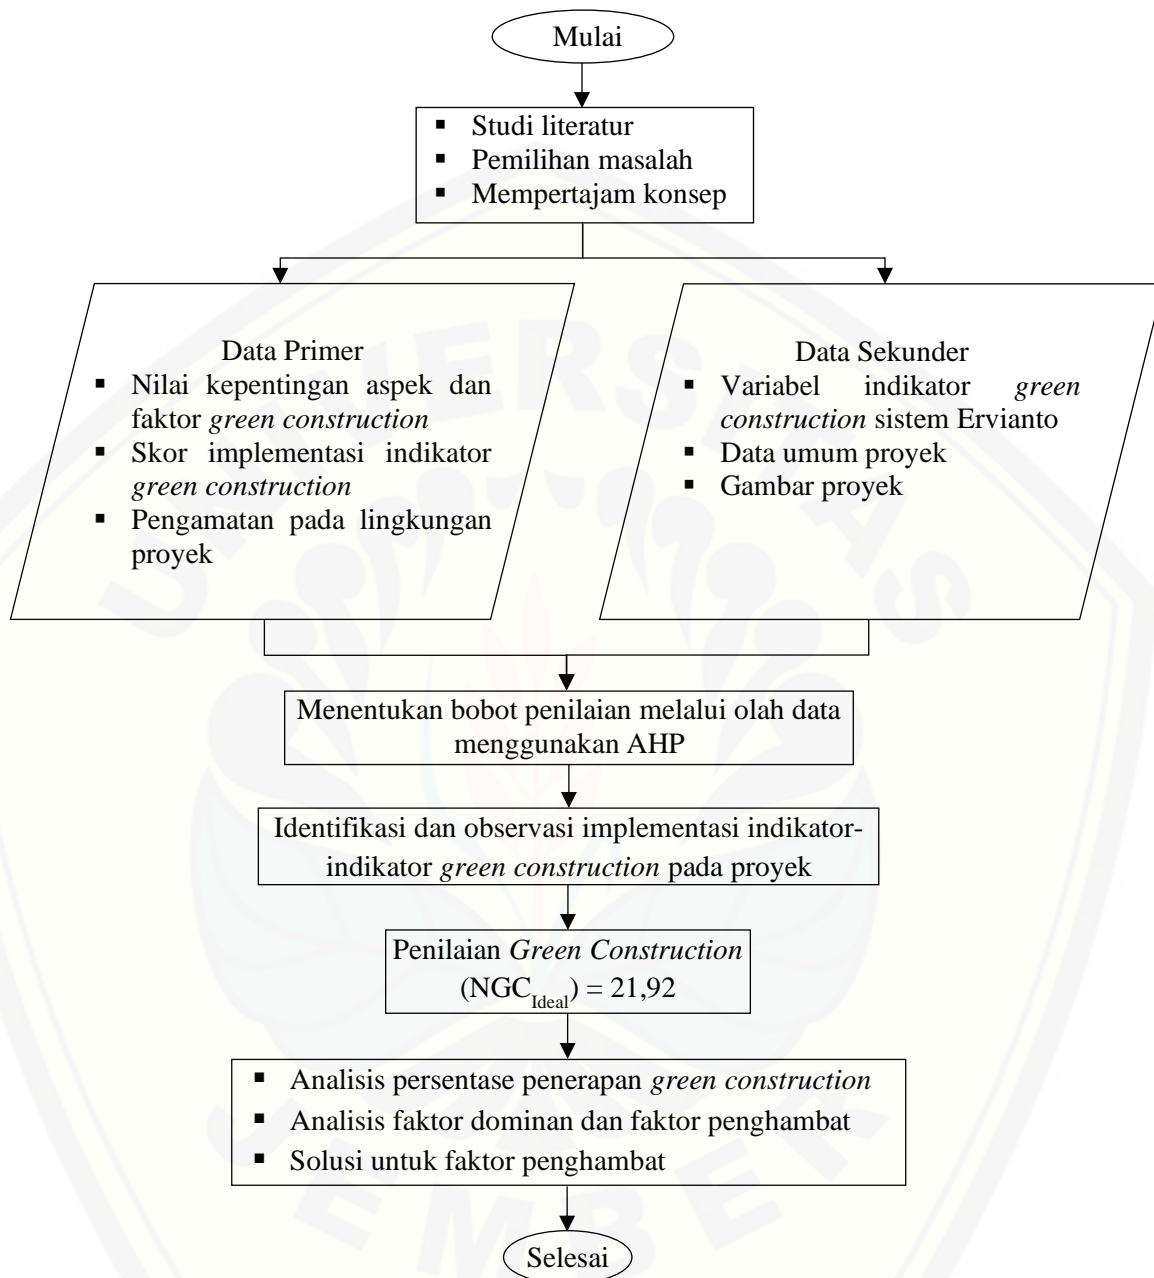 Mulai
▪ Studi literatur
▪ Pemilihan masalah
▪ Mempertajam konsep
Data Primer
▪ Nilai kepentingan aspek dan
faktor green construction
▪ Skor implementasi indikator
green construction
▪ Pengamatan pada lingkungan
proyek
Data Sekunder
▪ Variabel indikator green
construction sistem Ervianto
▪ Data umum proyek
▪ Gambar proyek
Menentukan bobot penilaian melalui olah data
menggunakan AHP
Identifikasi dan observasi implementasi indikator-
indikator green construction pada proyek
Penilaian Green Construction
(NGC_Ideal) = 21,92
▪ Analisis persentase penerapan green construction
▪ Analisis faktor dominan dan faktor penghambat
▪ Solusi untuk faktor penghambat
Selesai
UNIVERSITAS
JEMBER